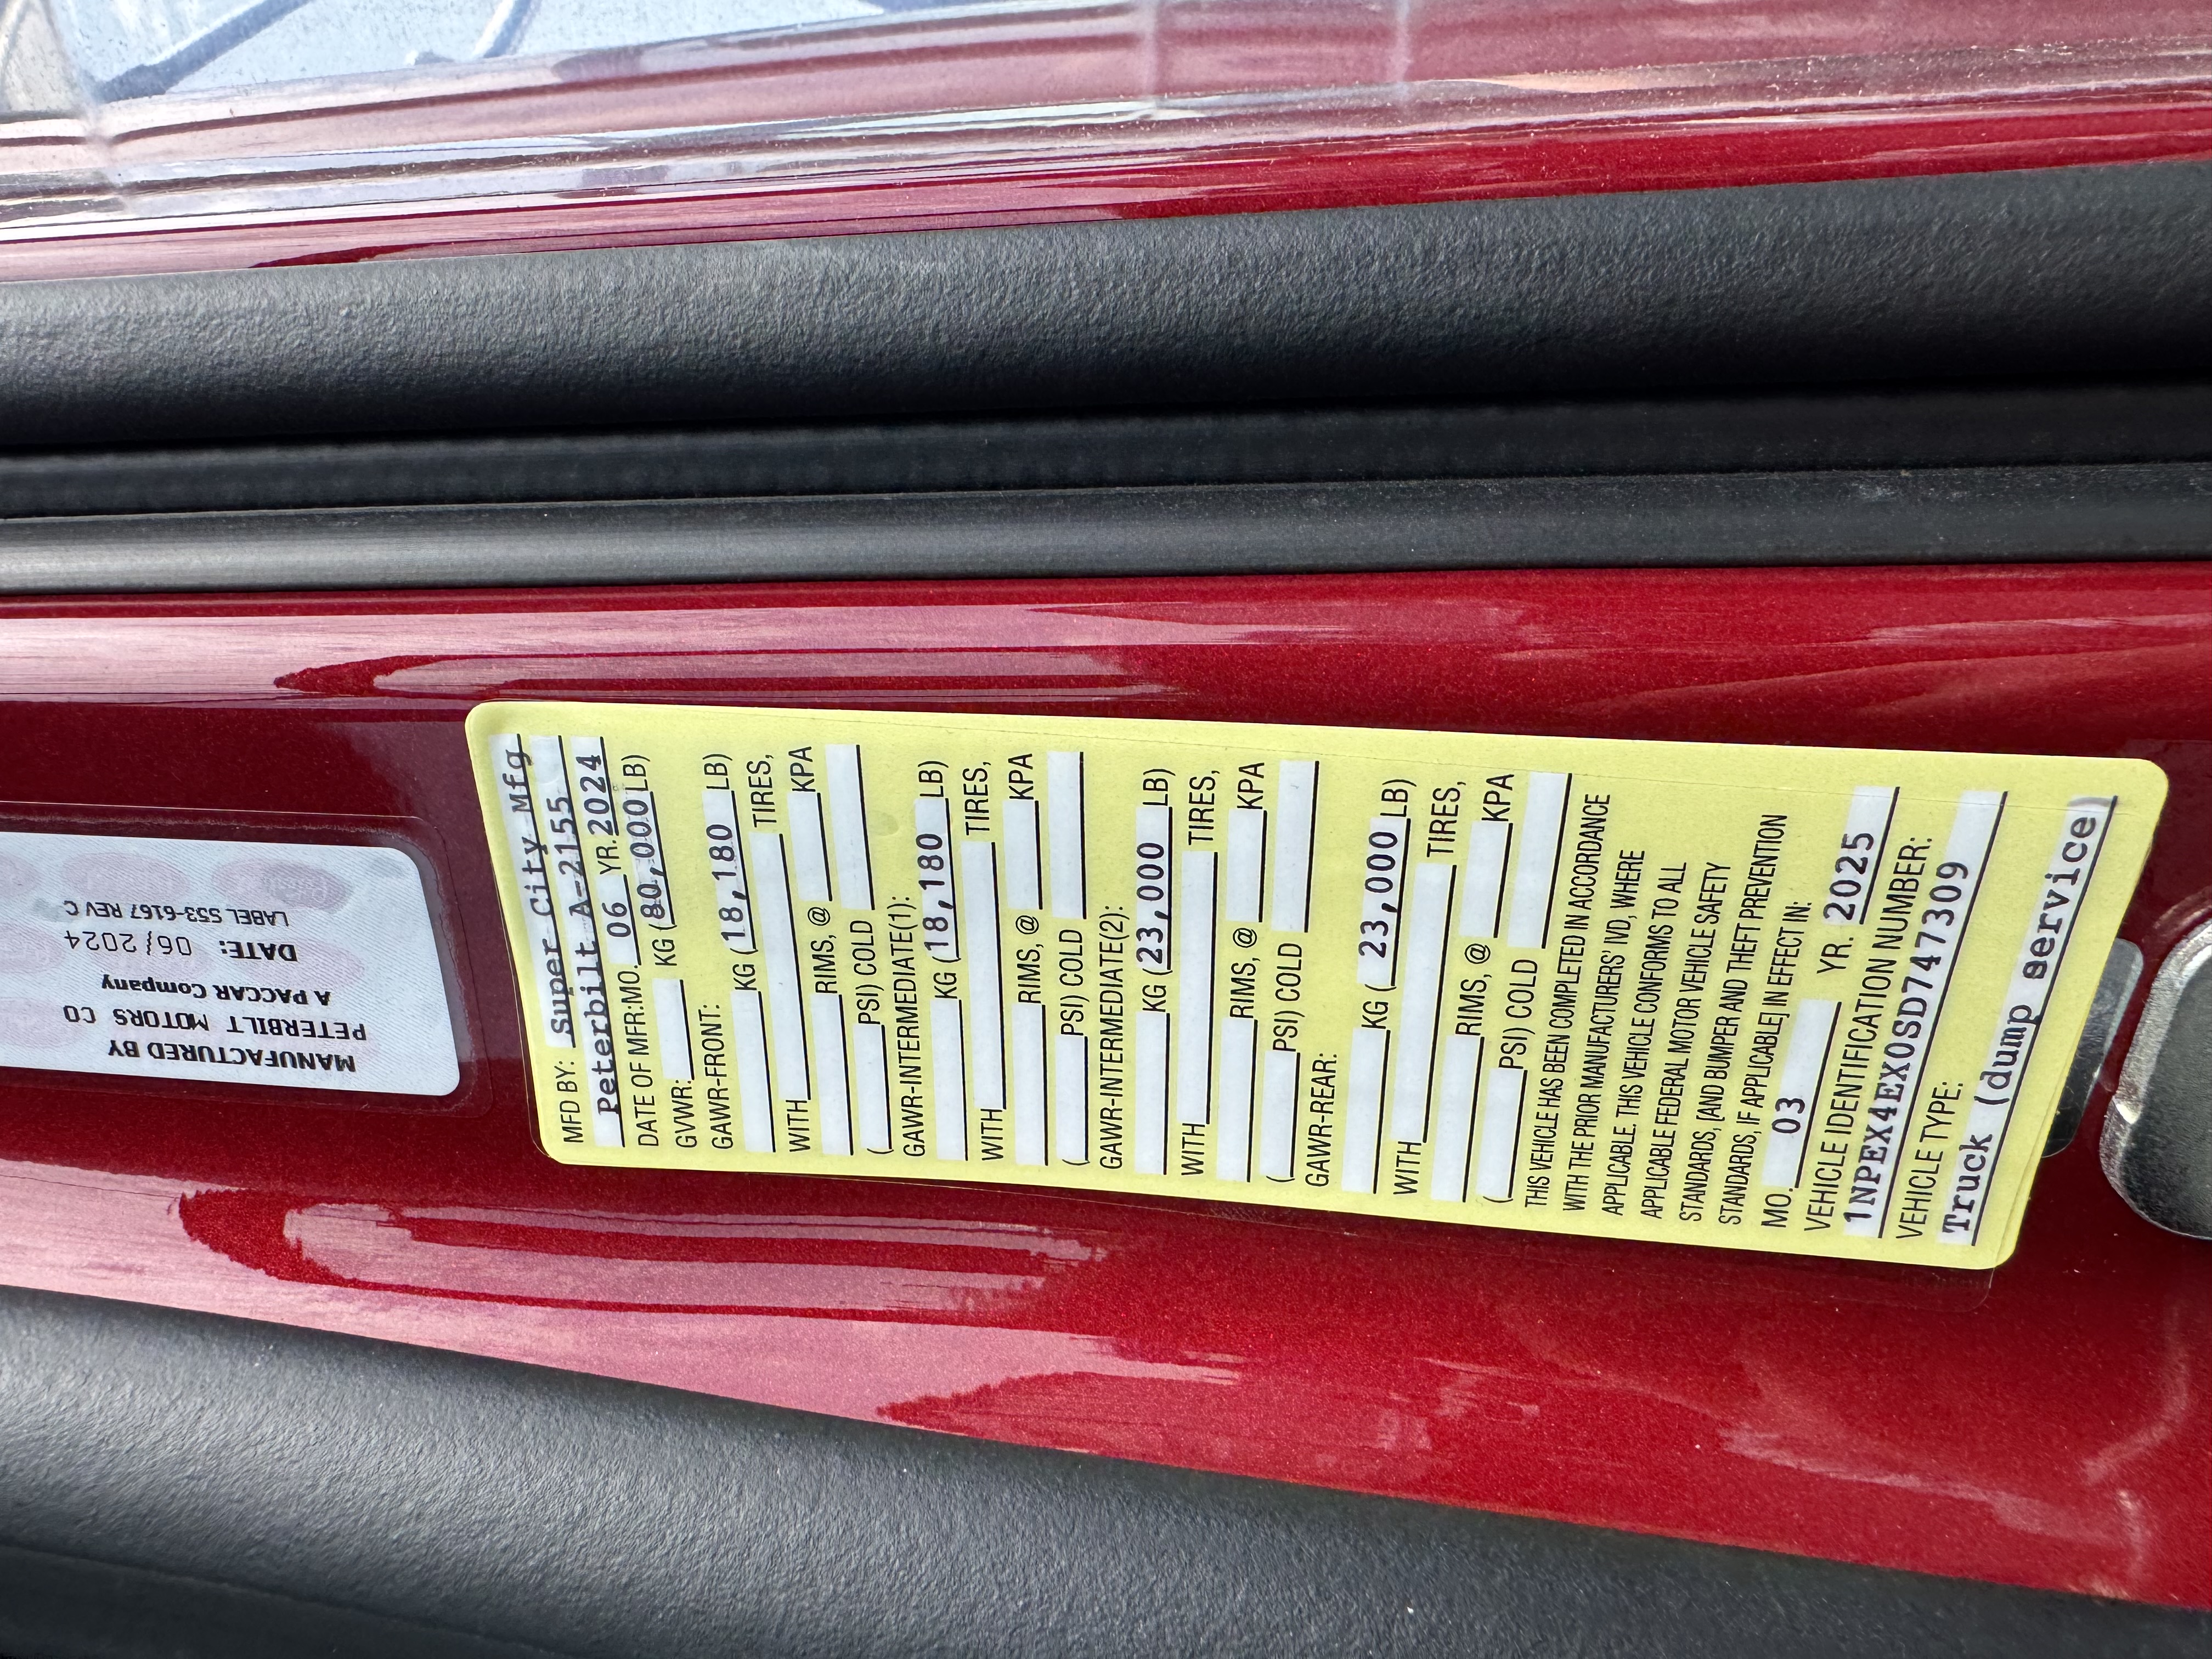 MANUFACTURED BY
PETERBILT MOTORS CO
A PACCAR Company
DATE: 06/2024
LABEL S53-6167 REV C
MFD BY: Super City Mfg
Peterbilt A-2155
DATE OF MFR:MO. 06 YR. 2024
GVWR: KG (80,000 LB)
GAWR-FRONT:
KG (18,180 LB)
WITH TIRES,
RIMS, @ KPA
( PSI) COLD
GAWR-INTERMEDIATE(1):
KG (18,180 LB)
WITH TIRES,
RIMS, @ KPA
( PSI) COLD
GAWR-INTERMEDIATE(2):
KG (23,000 LB)
WITH TIRES,
RIMS, @ KPA
( PSI) COLD
GAWR-REAR:
KG ( 23,000 LB)
WITH TIRES,
RIMS, @ KPA
( PSI) COLD
THIS VEHICLE HAS BEEN COMPLETED IN ACCORDANCE
WITH THE PRIOR MANUFACTURERS' IVD, WHERE
APPLICABLE. THIS VEHICLE CONFORMS TO ALL
APPLICABLE FEDERAL MOTOR VEHICLE SAFETY
STANDARDS, [AND BUMPER AND THEFT PREVENTION
STANDARDS, IF APPLICABLE] IN EFFECT IN:
MO. 03 YR. 2025
VEHICLE IDENTIFICATION NUMBER:
1NPEX4EX0SD747309
VEHICLE TYPE:
Truck (dump service)